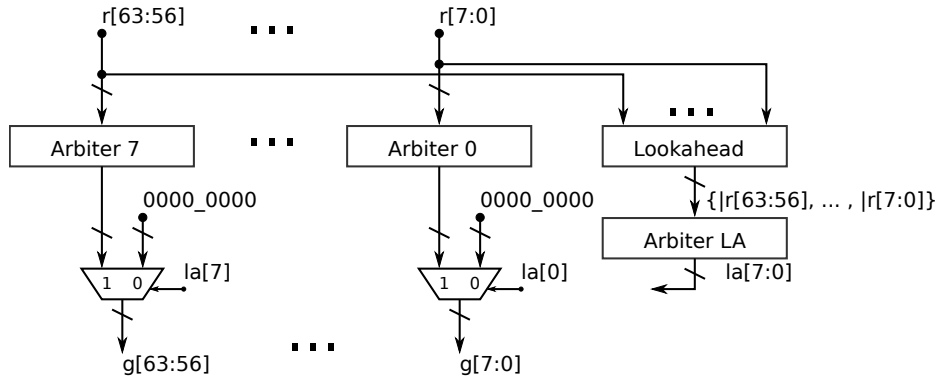 r[63:56]
r[7:0]
Arbiter 7
Arbiter 0
Lookahead
0000_0000
0000_0000
{|r[63:56], ... , |r[7:0]}
Arbiter LA
1 0
la[7]
1 0
la[0]
la[7:0]
g[63:56]
g[7:0]